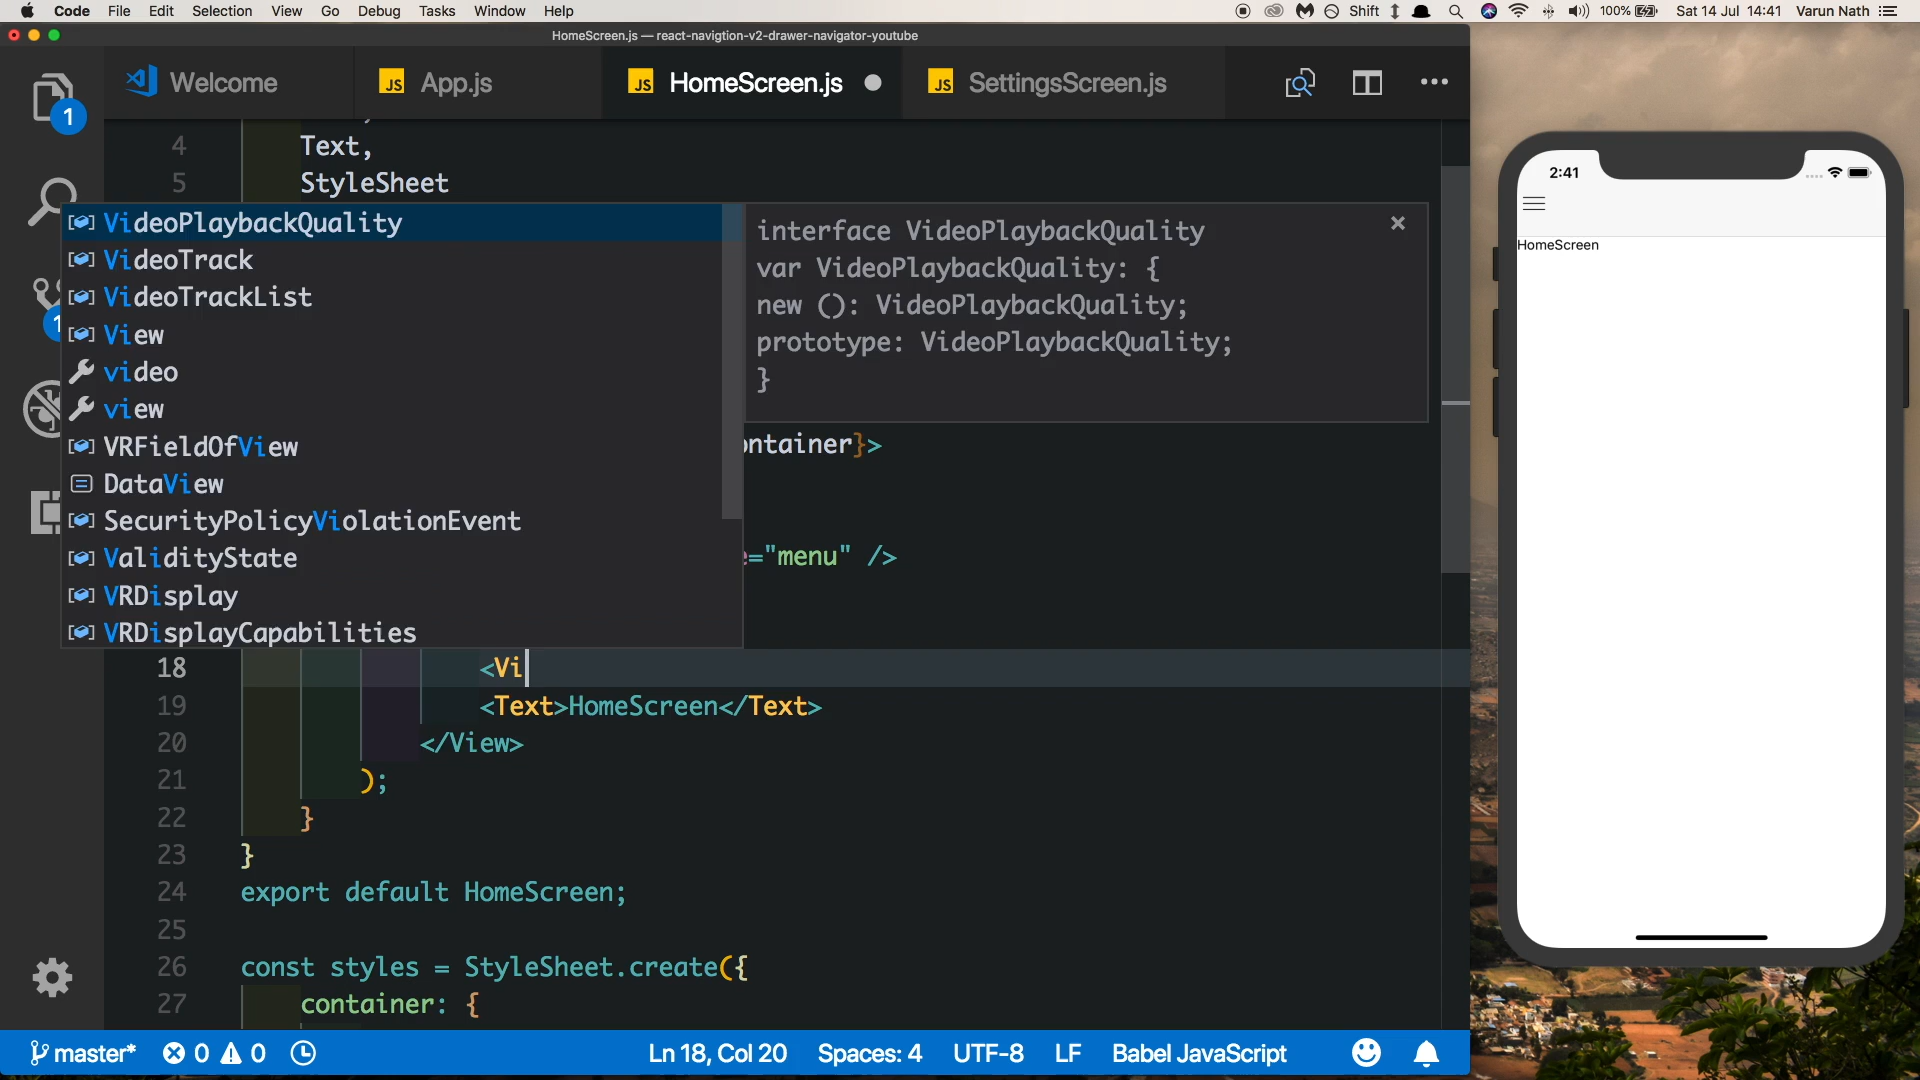 Code File Edit Selection View Go Debug Tasks Window Help
Shift 100% Sat 14 Jul 14:41 Varun Nath
HomeScreen.js — react-navigtion-v2-drawer-navigator-youtube
Welcome App.js HomeScreen.js SettingsScreen.js
1
4 Text,
5 StyleSheet
VideoPlaybackQuality
VideoTrack
VideoTrackList
View
video
view
VRFieldOfView
DataView
SecurityPolicyViolationEvent
ValidityState
VRDisplay
VRDisplayCapabilities
interface VideoPlaybackQuality
var VideoPlaybackQuality: {
new (): VideoPlaybackQuality;
prototype: VideoPlaybackQuality;
}
ontainer}>
="menu" />
18 <Vi
19 <Text>HomeScreen</Text>
20 </View>
21 );
22 }
23 }
24 export default HomeScreen;
25
26 const styles = StyleSheet.create({
27 container: {
master* 0 0 Ln 18, Col 20 Spaces: 4 UTF-8 LF Babel JavaScript
2:41
HomeScreen